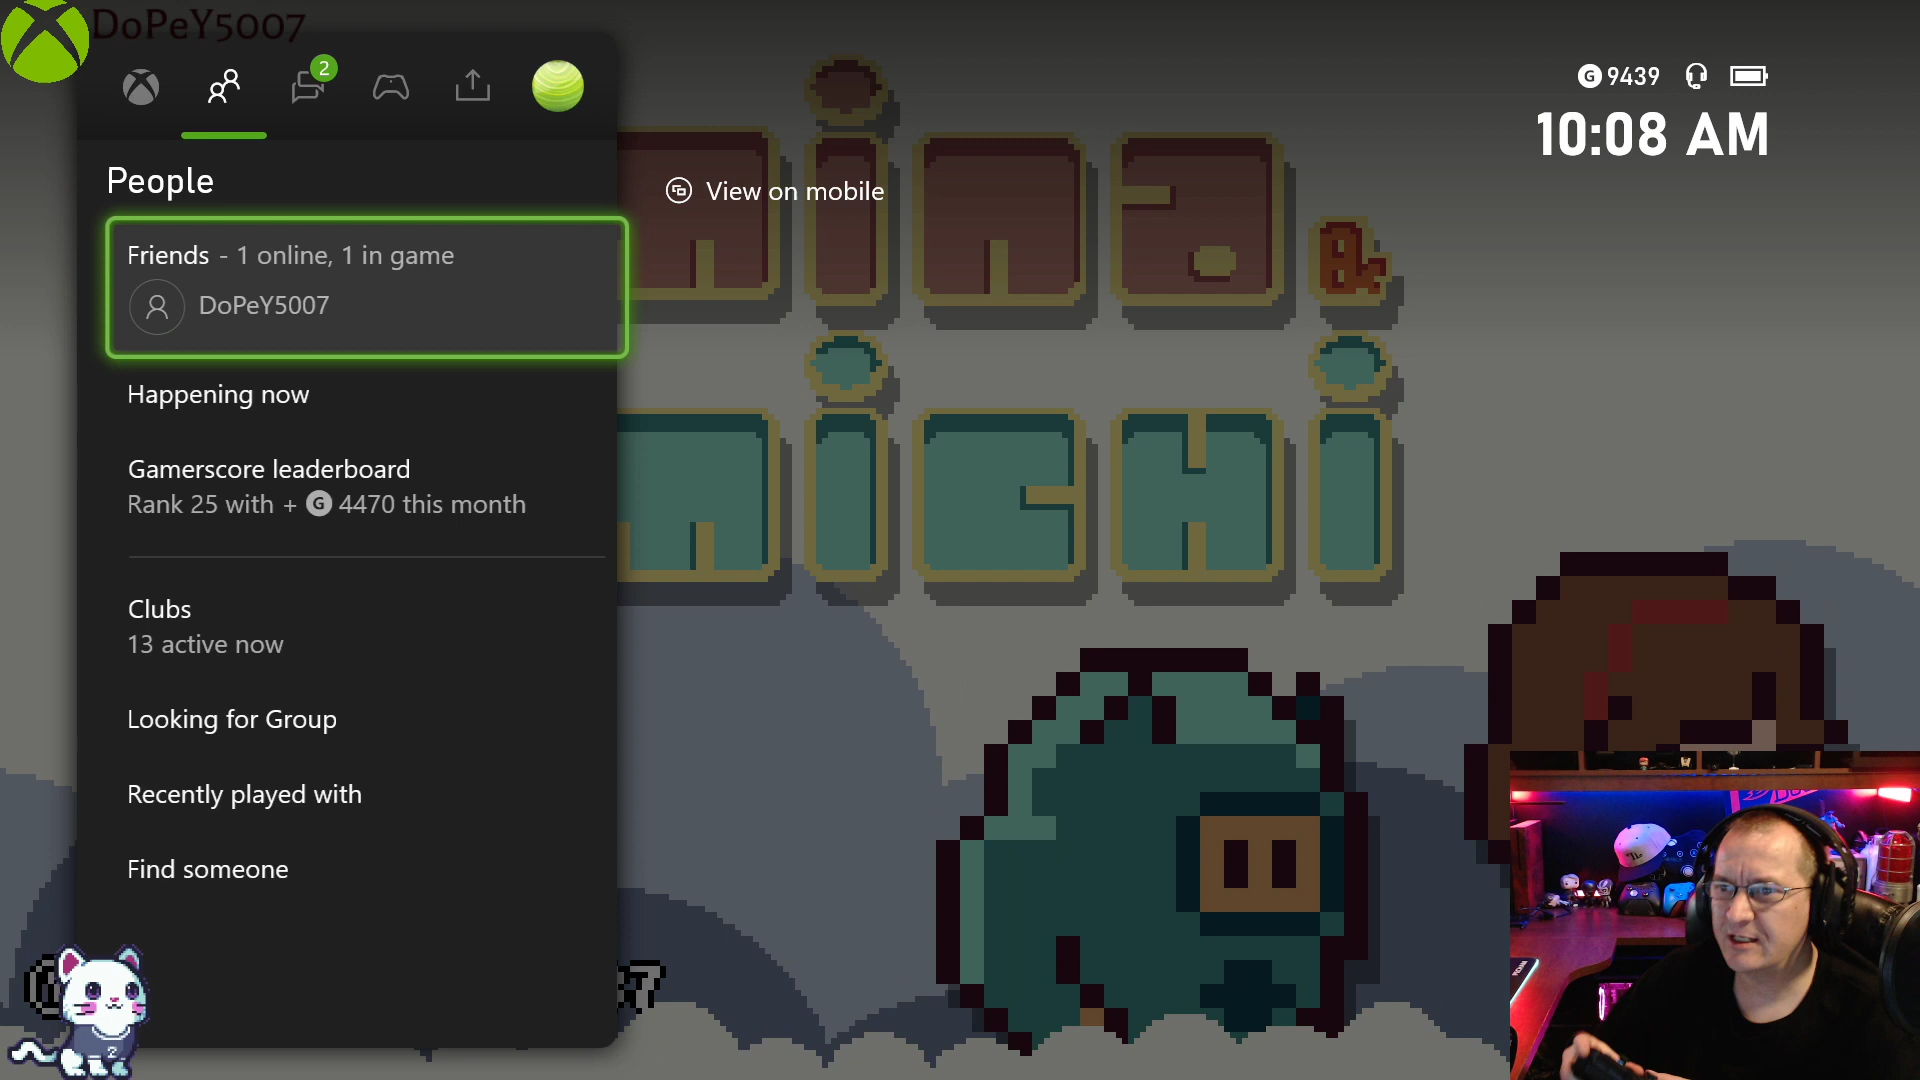 DoPeY5007
2
G 9439
10:08 AM
People
View on mobile
Friends - 1 online, 1 in game
DoPeY5007
Happening now
Gamerscore leaderboard
Rank 25 with + G 4470 this month
Clubs
13 active now
Looking for Group
Recently played with
Find someone
nina &
michi